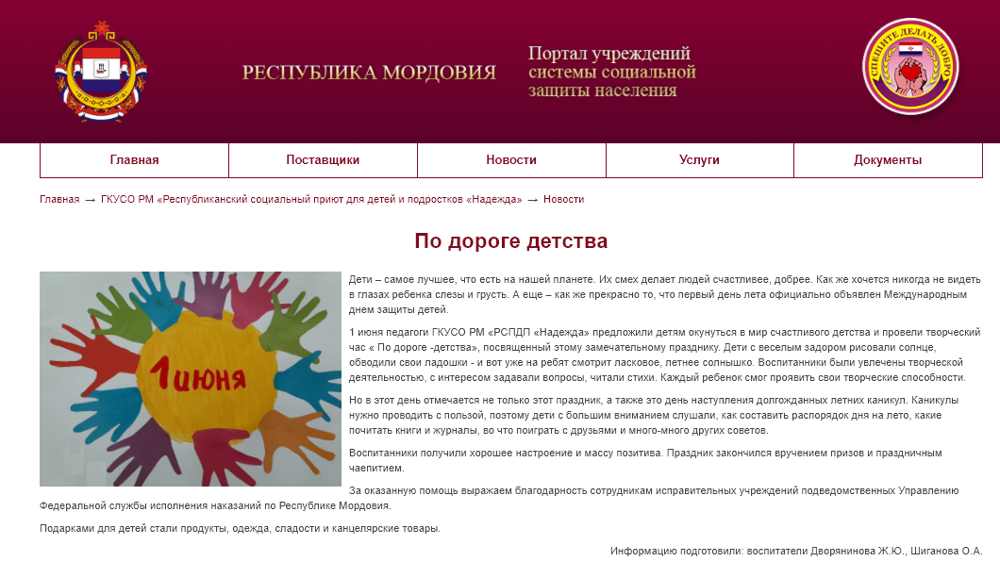 РЕСПУБЛИКА МОРДОВИЯ
Портал учреждений
системы социальной
защиты населения
СПЕШИТЕ ДЕЛАТЬ ДОБРО
Главная
Поставщики
Новости
Услуги
Документы
Главная → ГКУСО РМ «Республиканский социальный приют для детей и подростков «Надежда» → Новости
По дороге детства
1 июня
Дети – самое лучшее, что есть на нашей планете. Их смех делает людей счастливее, добрее. Как же хочется никогда не видеть
в глазах ребенка слезы и грусть. А еще – как же прекрасно то, что первый день лета официально объявлен Международным
днем защиты детей.
1 июня педагоги ГКУСО РМ «РСПДП «Надежда» предложили детям окунуться в мир счастливого детства и провели творческий
час « По дороге -детства», посвященный этому замечательному празднику. Дети с веселым задором рисовали солнце,
обводили свои ладошки - и вот уже на ребят смотрит ласковое, летнее солнышко. Воспитанники были увлечены творческой
деятельностью, с интересом задавали вопросы, читали стихи. Каждый ребенок смог проявить свои творческие способности.
Но в этот день отмечается не только этот праздник, а также это день наступления долгожданных летних каникул. Каникулы
нужно проводить с пользой, поэтому дети с большим вниманием слушали, как составить распорядок дня на лето, какие
почитать книги и журналы, во что поиграть с друзьями и много-много других советов.
Воспитанники получили хорошее настроение и массу позитива. Праздник закончился вручением призов и праздничным
чаепитием.
За оказанную помощь выражаем благодарность сотрудникам исправительных учреждений подведомственных Управлению
Федеральной службы исполнения наказаний по Республике Мордовия.
Подарками для детей стали продукты, одежда, сладости и канцелярские товары.
Информацию подготовили: воспитатели Дворянинова Ж.Ю., Шиганова О.А.